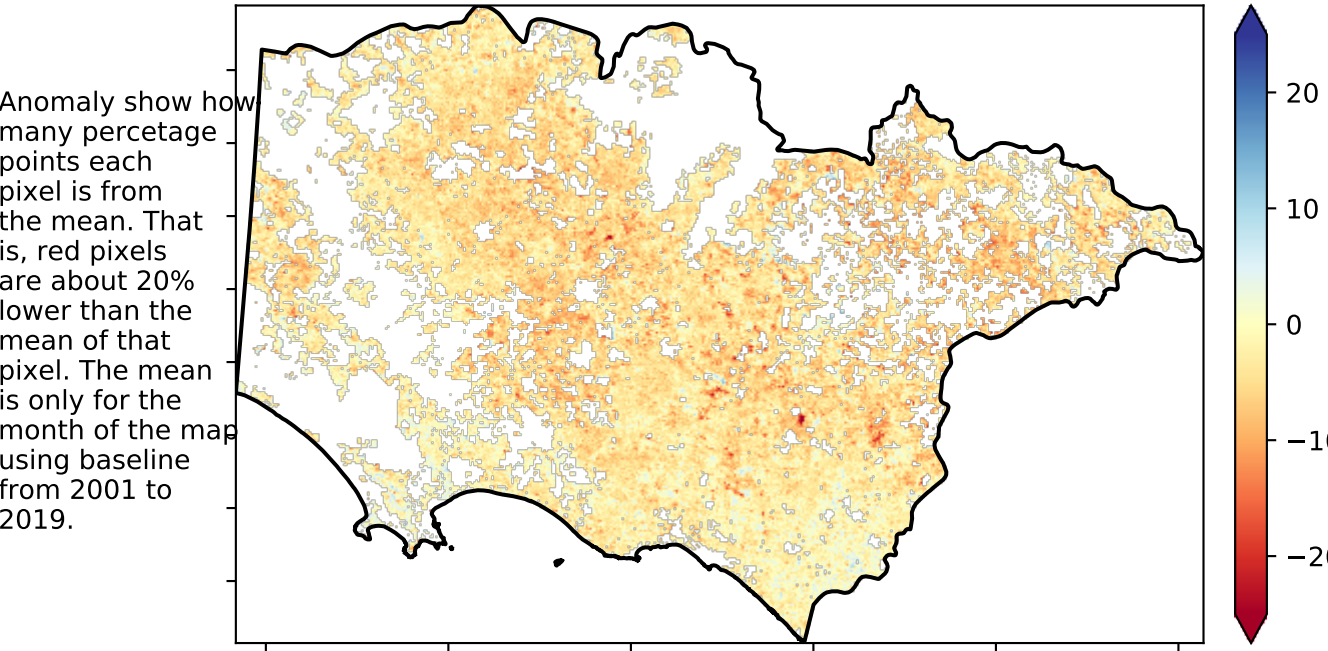 Anomaly show how
many percetage
points each
pixel is from
the mean. That
is, red pixels
are about 20%
lower than the
mean of that
pixel. The mean
is only for the
month of the map
using baseline
from 2001 to
2019.
20
10
0
−10
−20